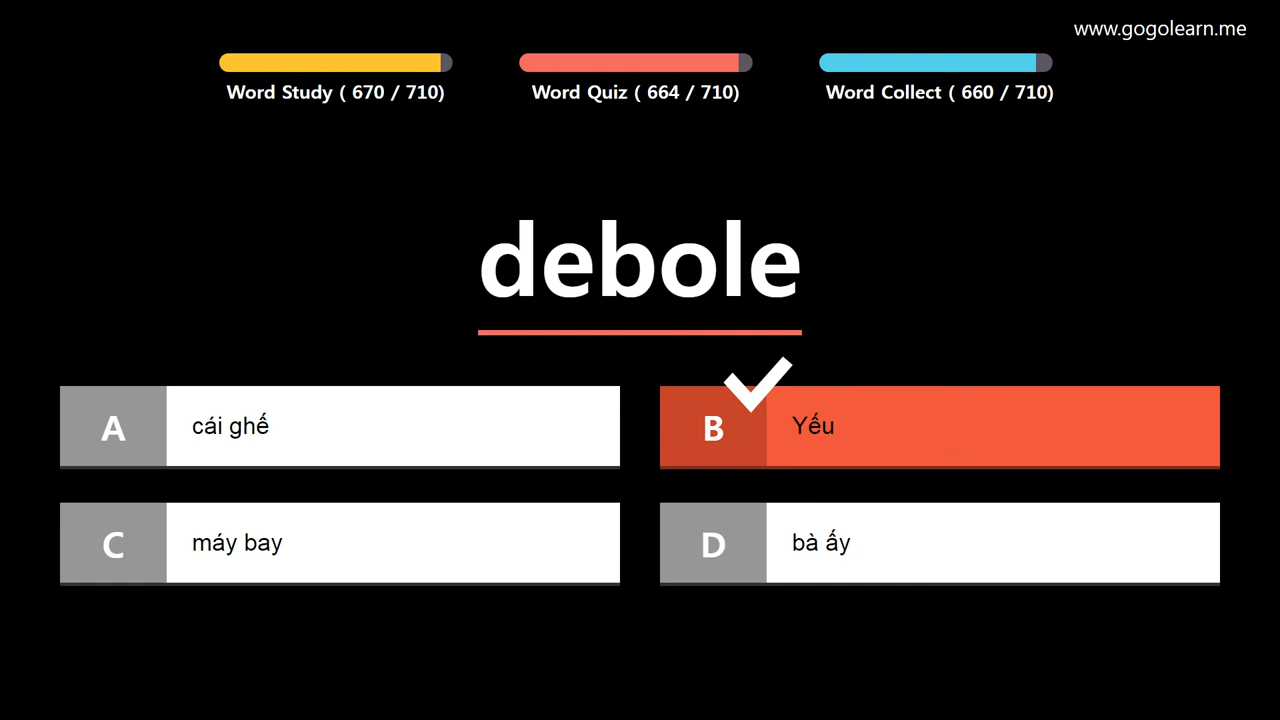 www.gogolearn.me
Word Study ( 670 / 710)
Word Quiz ( 664 / 710)
Word Collect ( 660 / 710)
debole
A cái ghế
B Yếu
C máy bay
D bà ấy